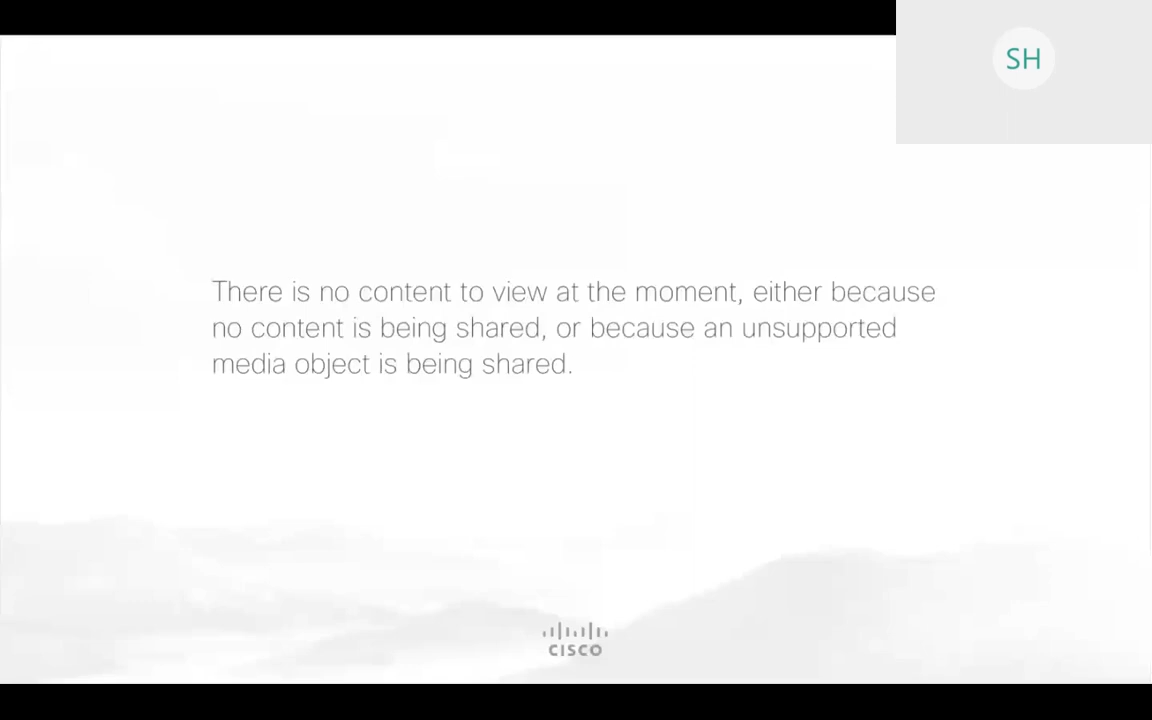 SH
There is no content to view at the moment, either because
no content is being shared, or because an unsupported
media object is being shared.
CISCO